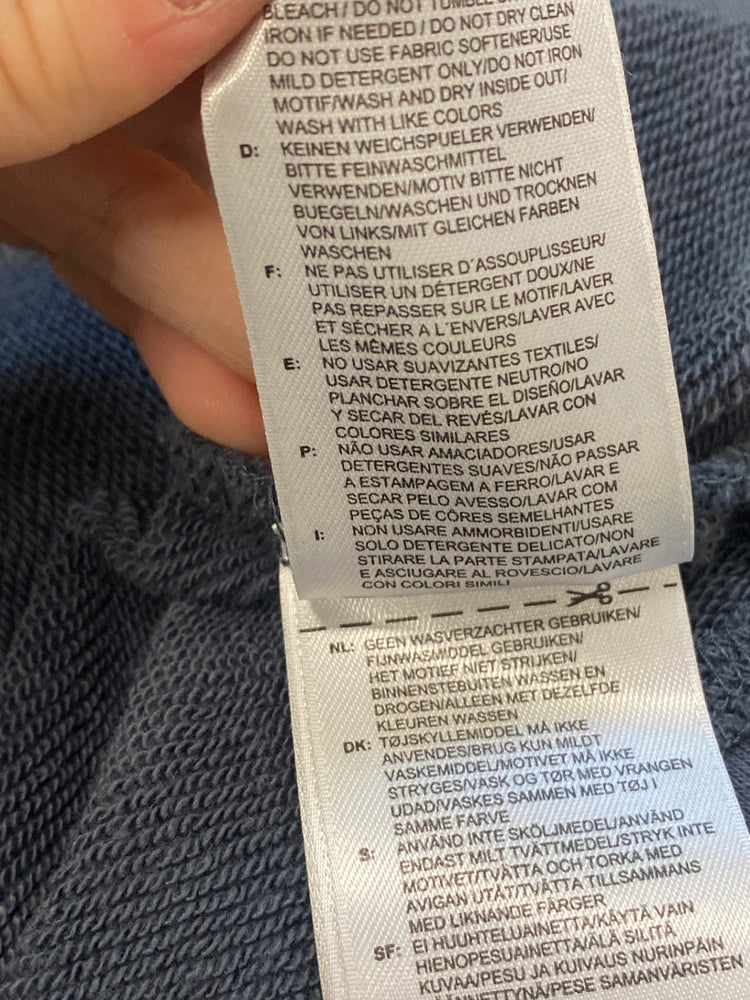 BLEACH / DO NOT TUMBLE
IRON IF NEEDED / DO NOT DRY CLEAN
DO NOT USE FABRIC SOFTENER/USE
MILD DETERGENT ONLY/DO NOT IRON
MOTIF/WASH AND DRY INSIDE OUT/
WASH WITH LIKE COLORS
D: KEINEN WEICHSPUELER VERWENDEN/
BITTE FEINWASCHMITTEL
VERWENDEN/MOTIV BITTE NICHT
BUEGELN/WASCHEN UND TROCKNEN
VON LINKS/MIT GLEICHEN FARBEN
WASCHEN
F: NE PAS UTILISER D´ASSOUPLISSEUR/
UTILISER UN DÉTERGENT DOUX/NE
PAS REPASSER SUR LE MOTIF/LAVER
ET SÉCHER A L´ENVERS/LAVER AVEC
LES MÊMES COULEURS
E: NO USAR SUAVIZANTES TEXTILES/
USAR DETERGENTE NEUTRO/NO
PLANCHAR SOBRE EL DISEÑO/LAVAR
Y SECAR DEL REVÉS/LAVAR CON
COLORES SIMILARES
P: NÃO USAR AMACIADORES/USAR
DETERGENTES SUAVES/NÃO PASSAR
A ESTAMPAGEM A FERRO/LAVAR E
SECAR PELO AVESSO/LAVAR COM
PEÇAS DE CÔRES SEMELHANTES
I: NON USARE AMMORBIDENTI/USARE
SOLO DETERGENTE DELICATO/NON
STIRARE LA PARTE STAMPATA/LAVARE
E ASCIUGARE AL ROVESCIO/LAVARE
CON COLORI SIMILI
NL: GEEN WASVERZACHTER GEBRUIKEN/
FIJNWASMIDDEL GEBRUIKEN/
HET MOTIEF NIET STRIJKEN/
BINNENSTEBUITEN WASSEN EN
DROGEN/ALLEEN MET DEZELFDE
KLEUREN WASSEN
DK: TØJSKYLLEMIDDEL MÅ IKKE
ANVENDES/BRUG KUN MILDT
VASKEMIDDEL/MOTIVET MÅ IKKE
STRYGES/VASK OG TØR MED VRANGEN
UDAD/VASKES SAMMEN MED TØJ I
SAMME FARVE
S: ANVÄND INTE SKÖLJMEDEL/ANVÄND
ENDAST MILT TVÄTTMEDEL/STRYK INTE
MOTIVET/TVÄTTA OCH TORKA MED
AVIGAN UTÅT/TVÄTTA TILLSAMMANS
MED LIKNANDE FÄRGER
SF: EI HUUHTELUAINETTA/KÄYTÄ VAIN
HIENOPESUAINETTA/ÄLÄ SILITÄ
KUVAA/PESU JA KUIVAUS NURINPÄIN
SAMANVÄRISTEN